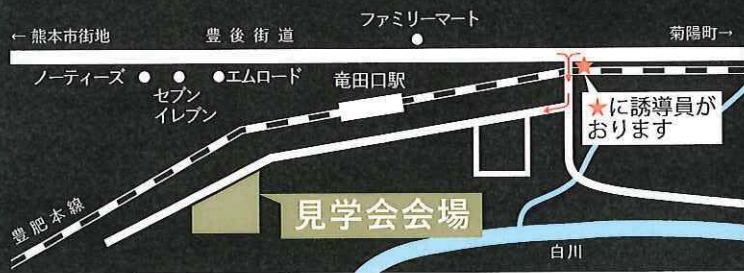 ← 熊本市街地
豊後街道
ファミリーマート
菊陽町→
ノーティーズ
セブン
イレブン
エムロード
竜田口駅
★に誘導員が
おります
豊肥本線
見学会会場
白川